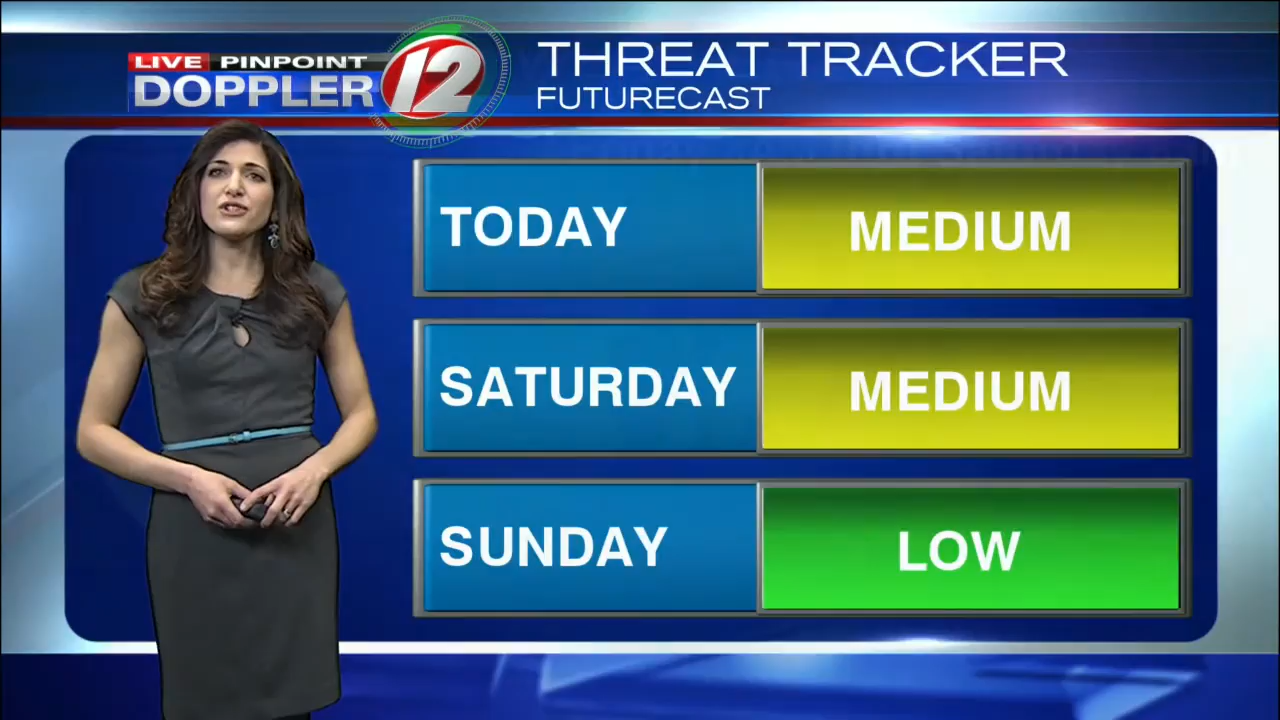 LIVE PINPOINT
DOPPLER 12
THREAT TRACKER
FUTURECAST
TODAY MEDIUM
SATURDAY MEDIUM
SUNDAY LOW